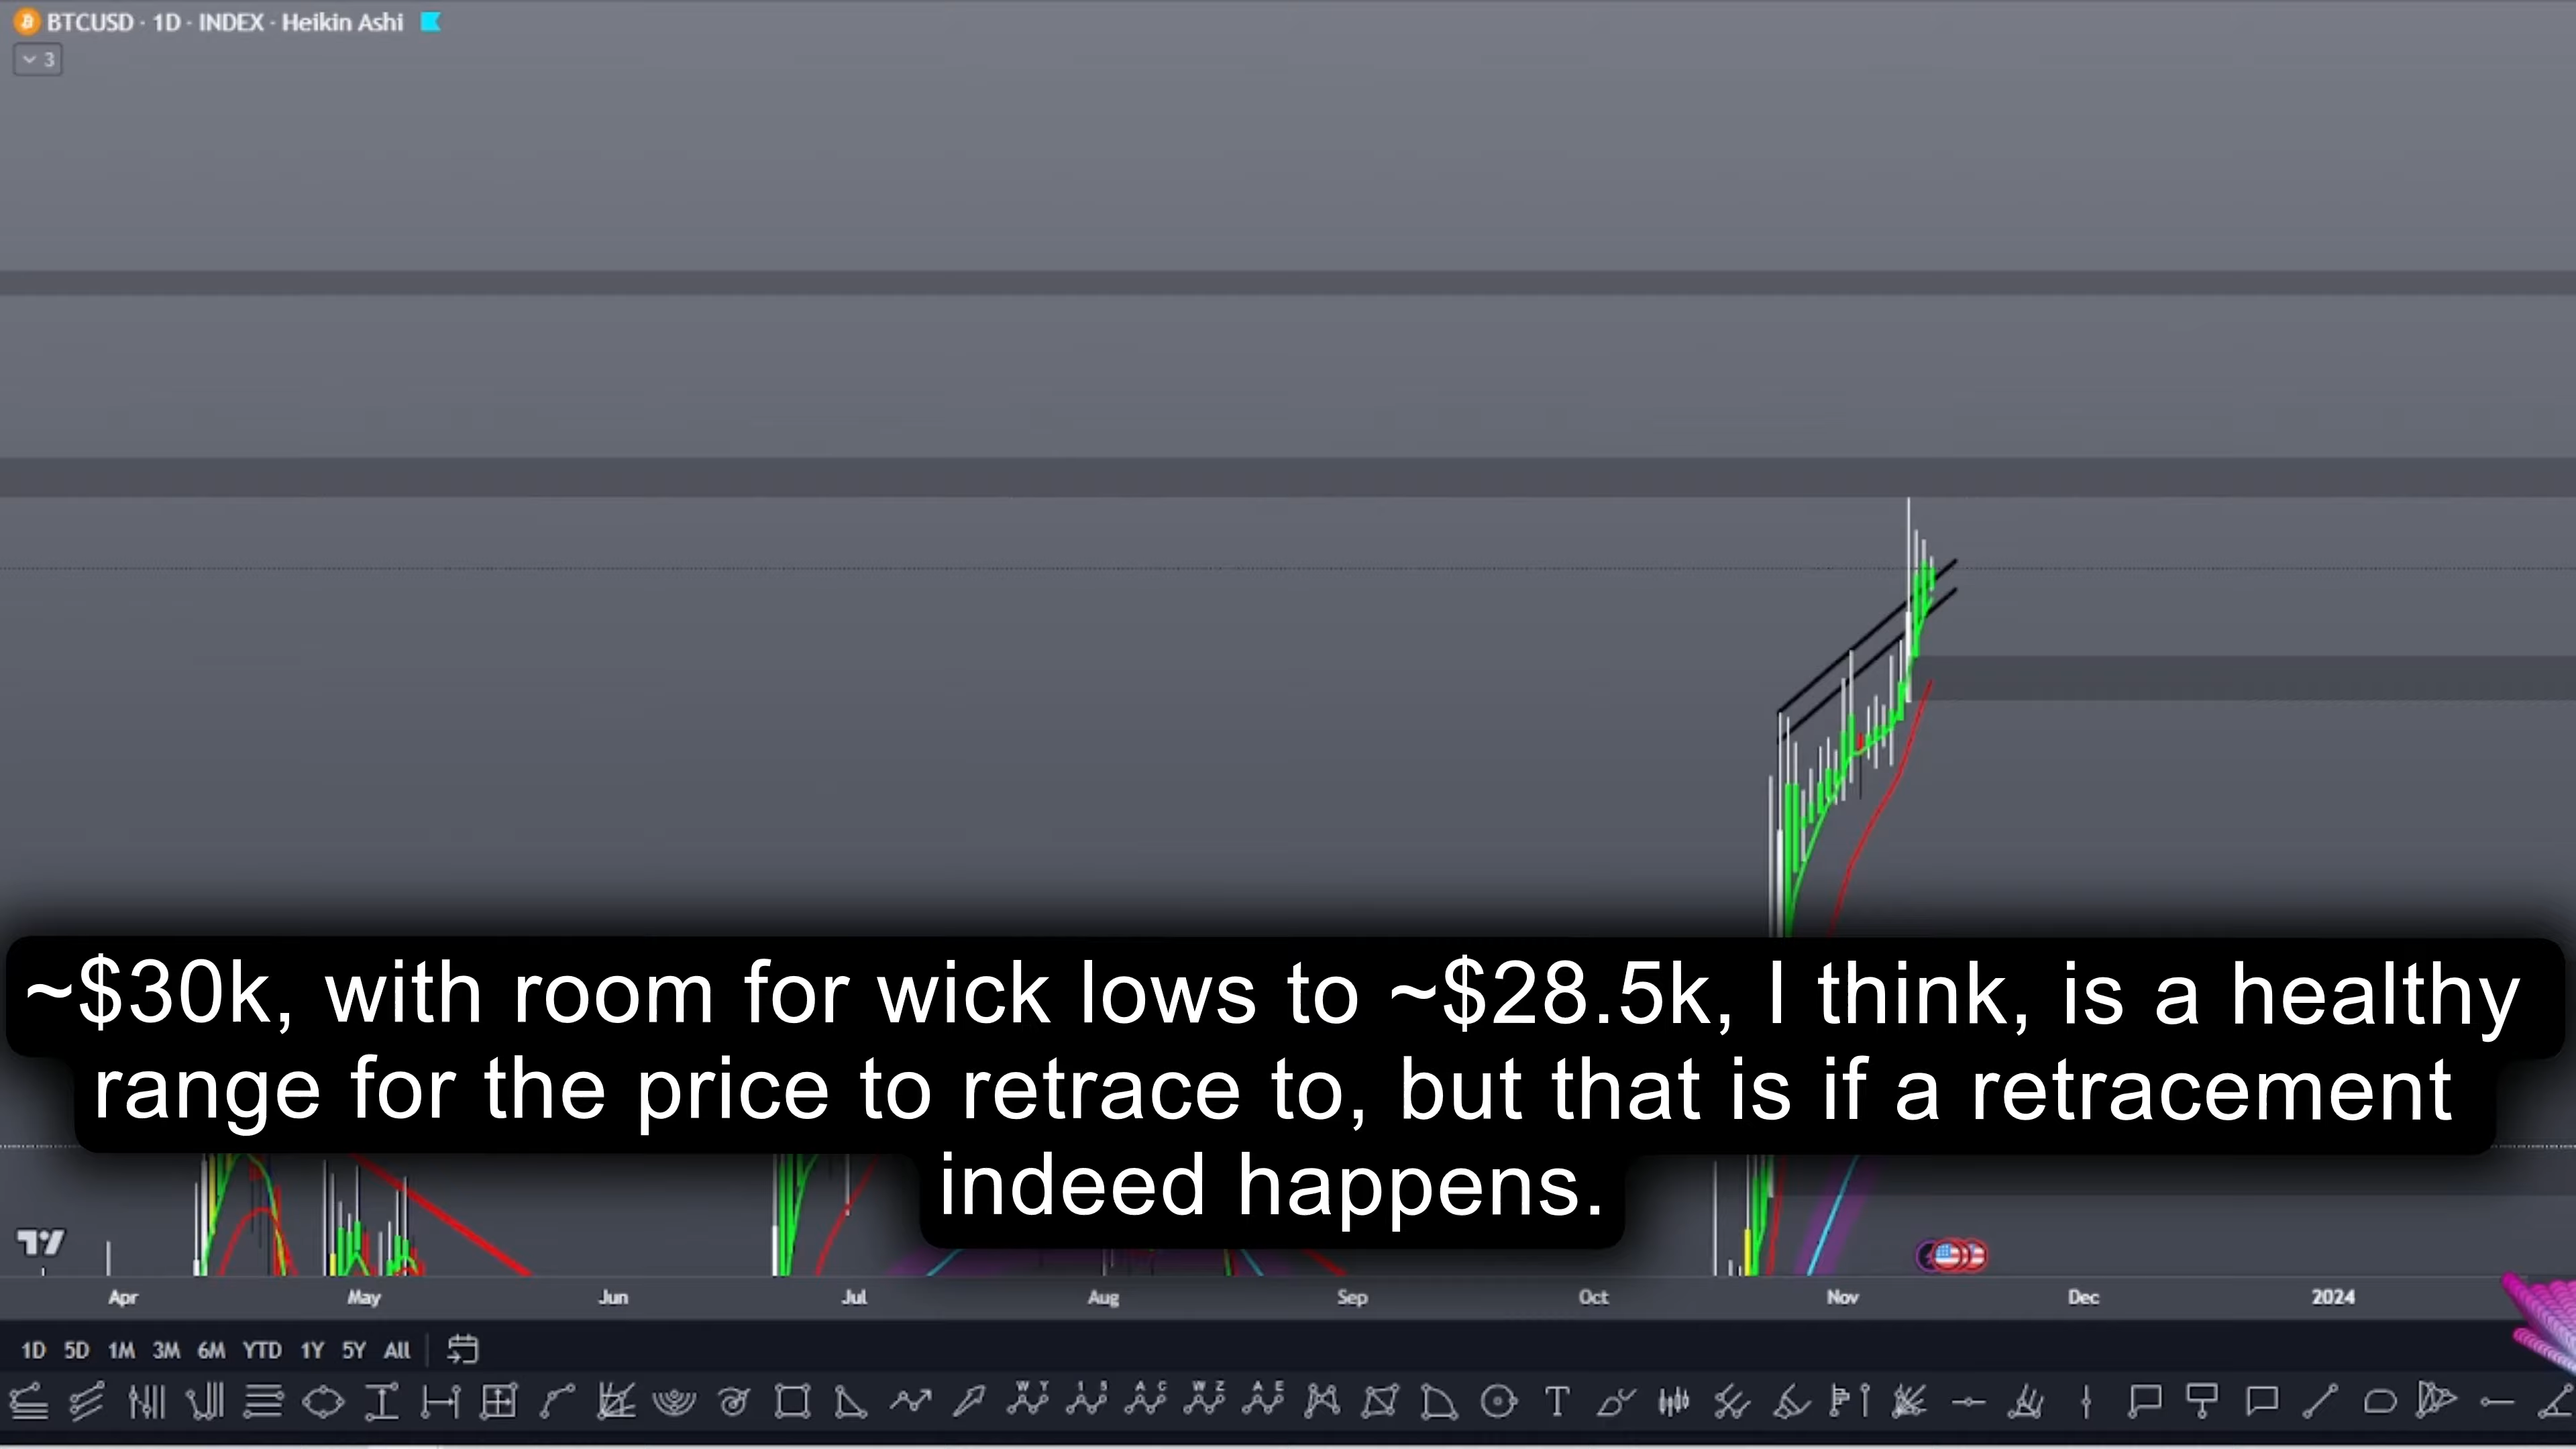 BTCUSD · 1D · INDEX · Heikin Ashi
3
~$30k, with room for wick lows to ~$28.5k, I think, is a healthy
range for the price to retrace to, but that is if a retracement
indeed happens.
Apr May Jun Jul Aug Sep Oct Nov Dec 2024
1D 5D 1M 3M 6M YTD 1Y 5Y All